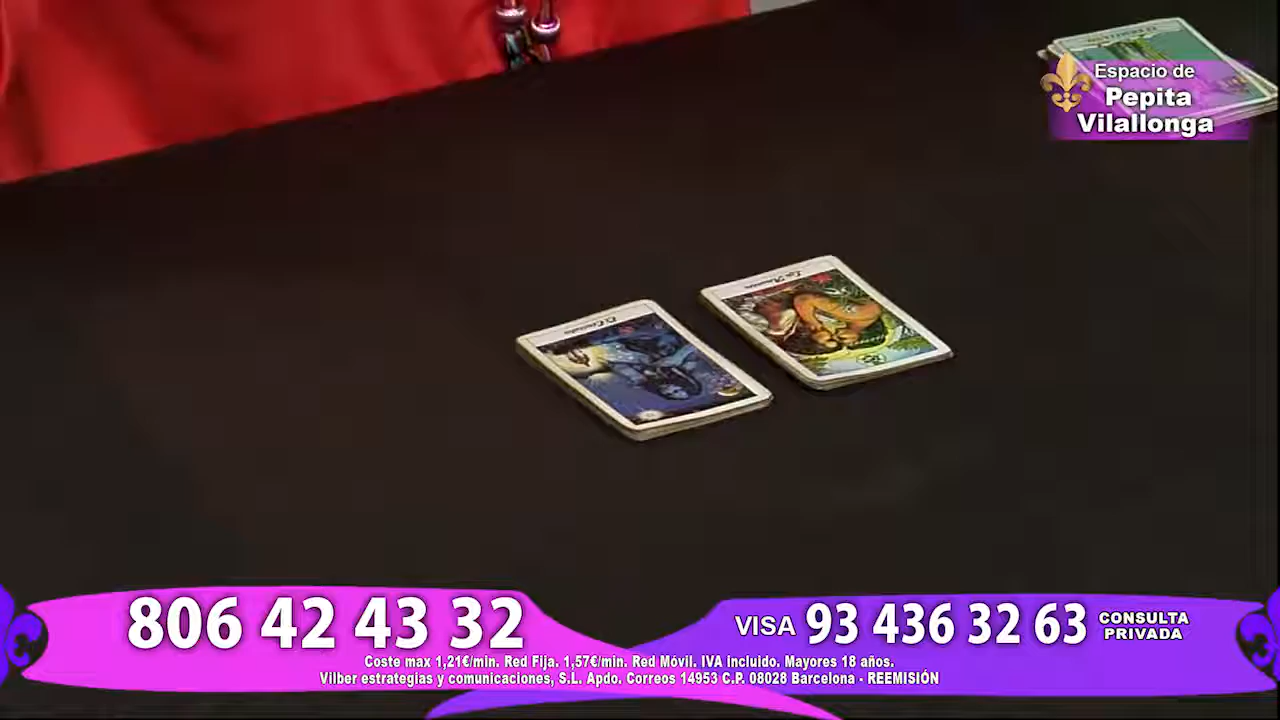 Espacio de
Pepita
Vilallonga
806 42 43 32
VISA 93 436 32 63 CONSULTA
PRIVADA
Coste max 1,21€/min. Red Fija. 1,57€/min. Red Móvil. IVA Incluido. Mayores 18 años.
Vilber estrategias y comunicaciones, S.L. Apdo. Correos 14953 C.P. 08028 Barcelona - REEMISIÓN